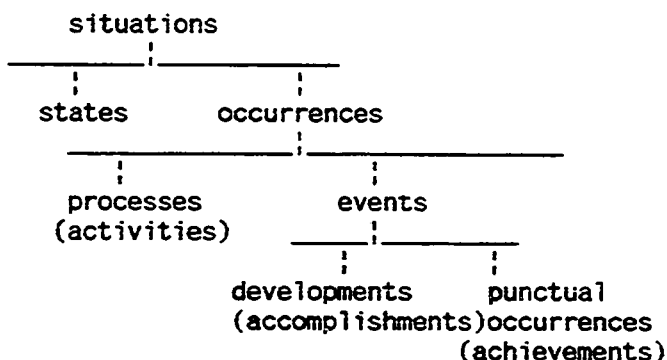 situations
states occurrences
processes events
(activities)
developments punctual
(accomplishments)occurrences
(achievements)